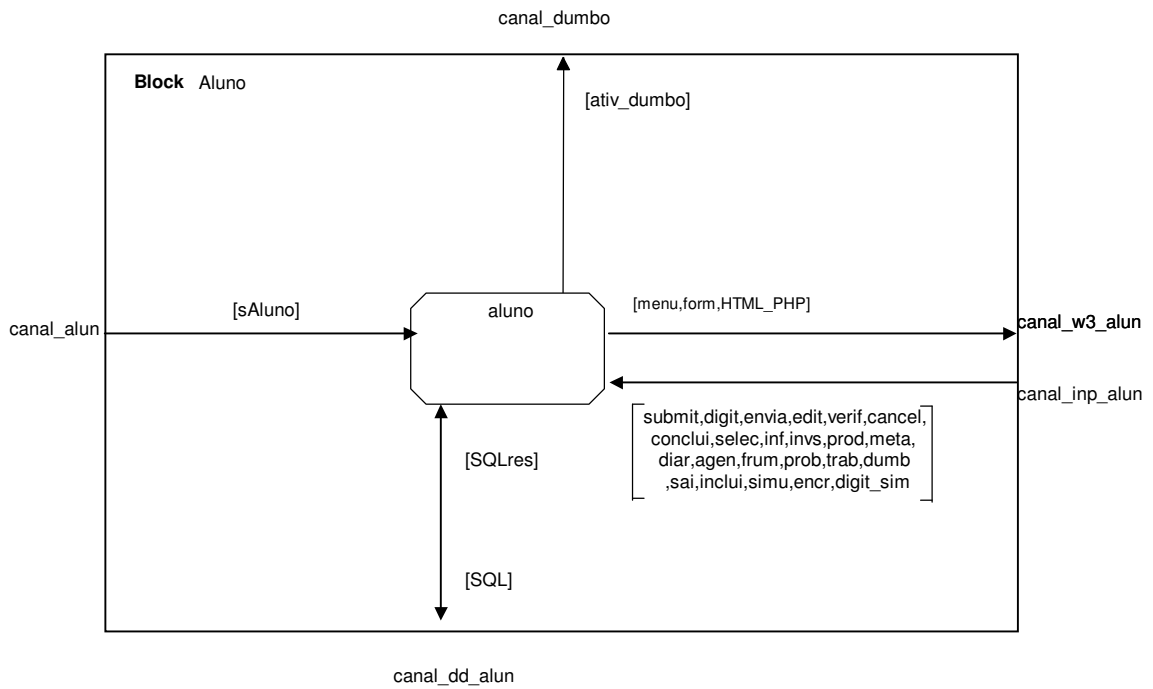 canal_dumbo
Block Aluno
[ativ_dumbo]
[sAluno]
aluno
[menu,form,HTML_PHP]
canal_alun
canal_w3_alun
canal_inp_alun
submit,digit,envia,edit,verif,cancel,
conclui,selec,inf,invs,prod,meta,
diar,agen,frum,prob,trab,dumb
,sai,inclui,simu,encr,digit_sim
[SQLres]
[SQL]
canal_dd_alun